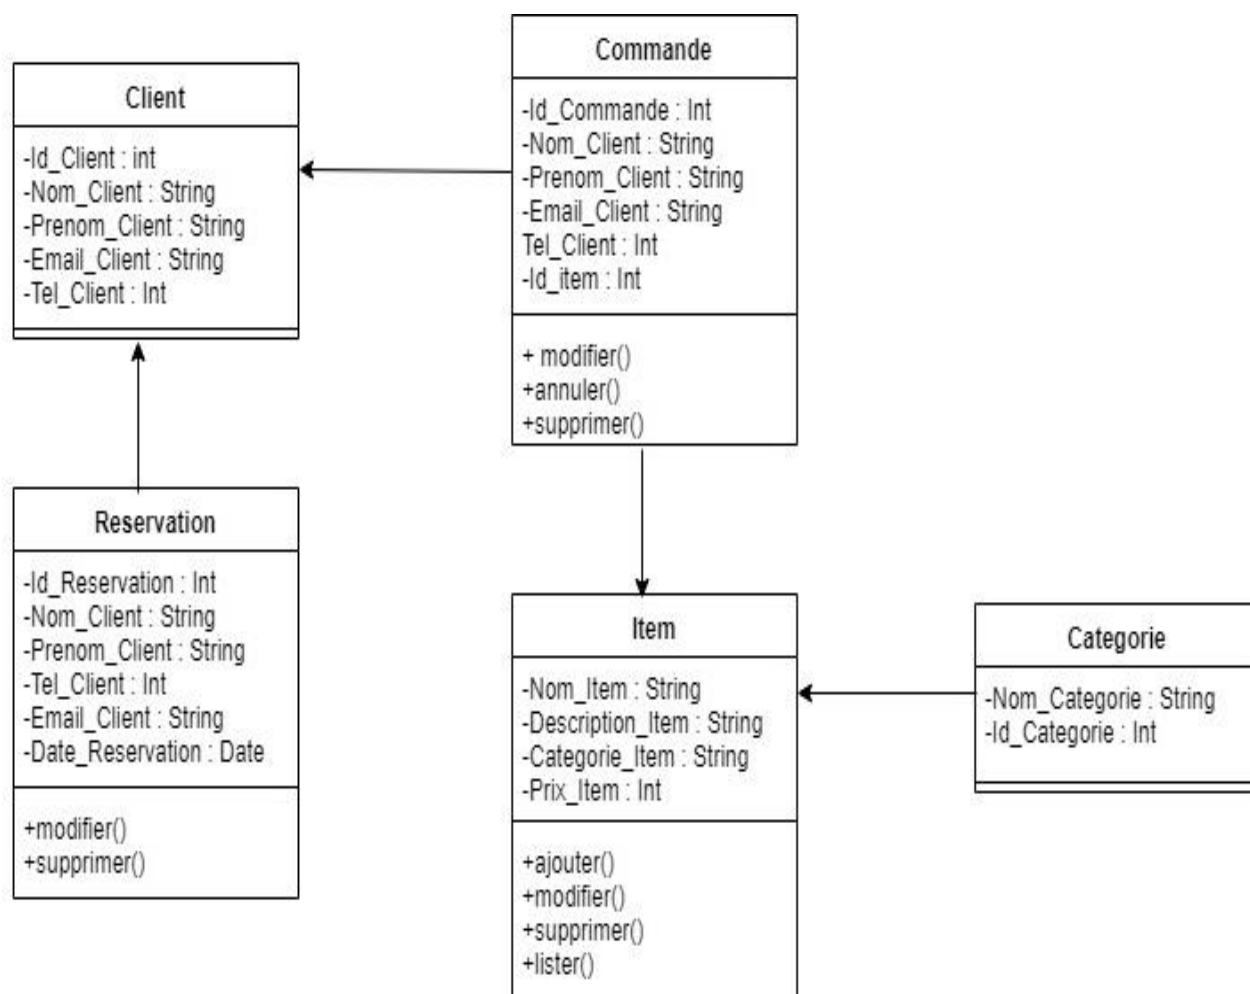 Client
-Id_Client : int
-Nom_Client : String
-Prenom_Client : String
-Email_Client : String
-Tel_Client : Int
Commande
-Id_Commande : Int
-Nom_Client : String
-Prenom_Client : String
-Email_Client : String
Tel_Client : Int
-Id_item : Int
+ modifier()
+annuler()
+supprimer()
Reservation
-Id_Reservation : Int
-Nom_Client : String
-Prenom_Client : String
-Tel_Client : Int
-Email_Client : String
-Date_Reservation : Date
+modifier()
+supprimer()
Item
-Nom_Item : String
-Description_Item : String
-Categorie_Item : String
-Prix_Item : Int
+ajouter()
+modifier()
+supprimer()
+lister()
Categorie
-Nom_Categorie : String
-Id_Categorie : Int